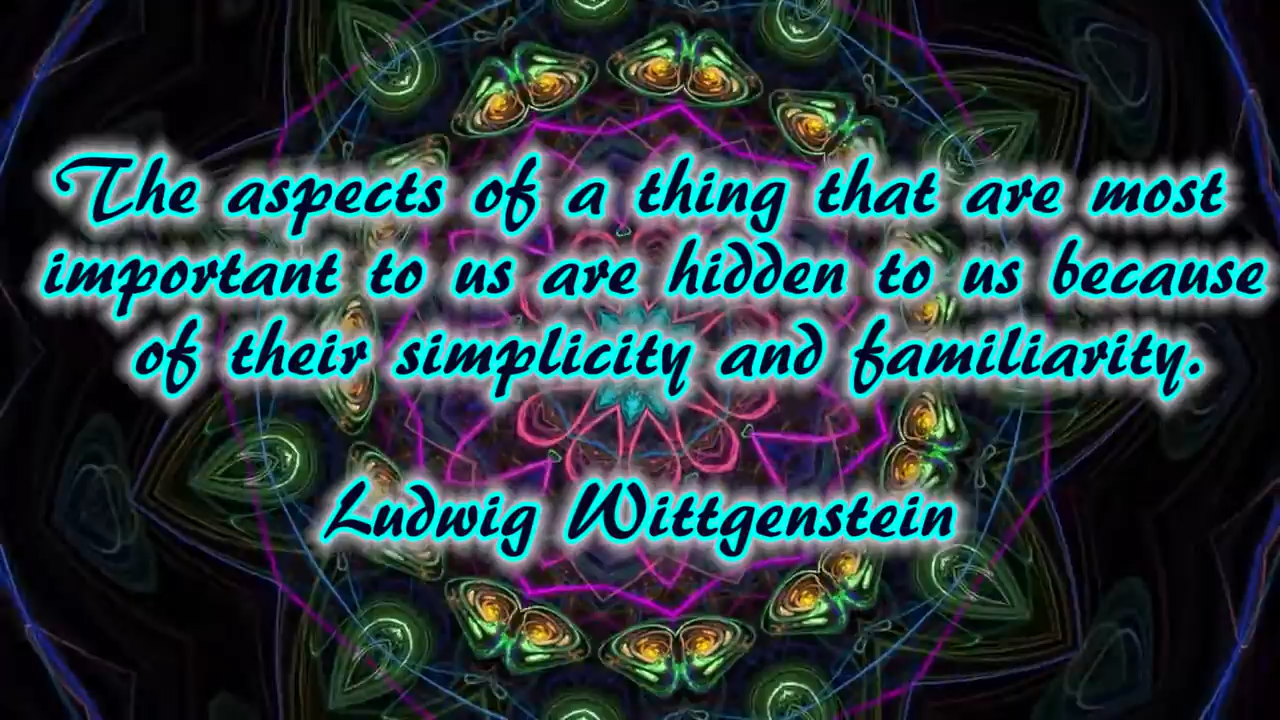 The aspects of a thing that are most
important to us are hidden to us because
of their simplicity and familiarity.
Ludwig Wittgenstein